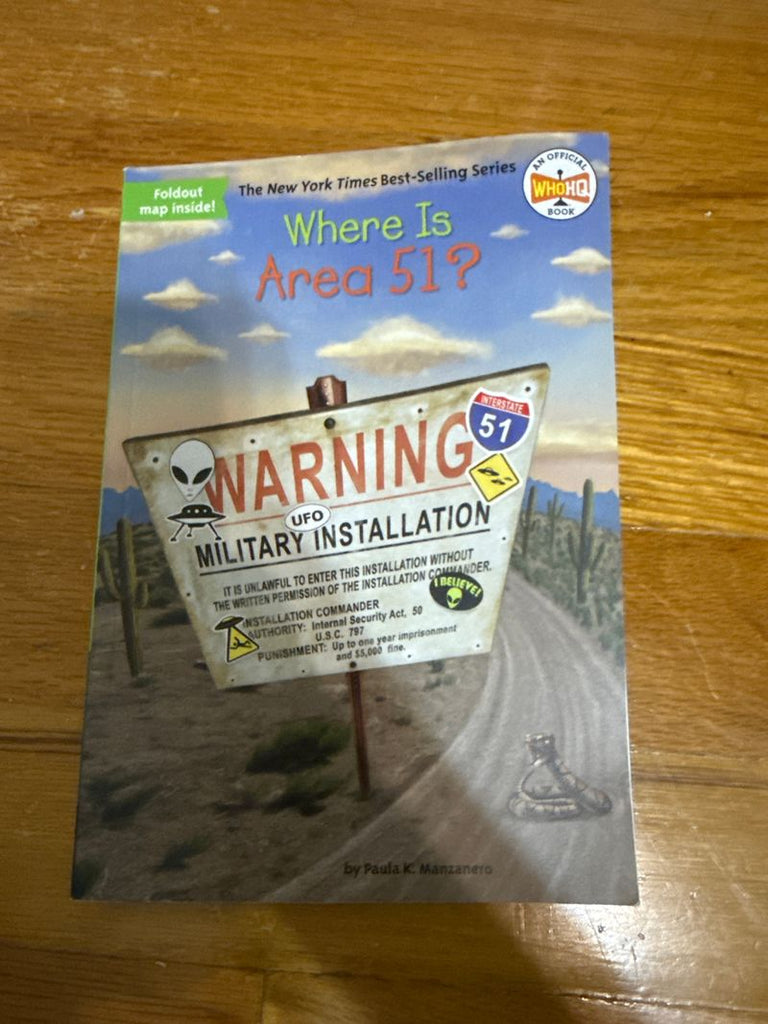 Foldout
map inside!
The New York Times Best-Selling Series
AN OFFICIAL
WHOHQ
BOOK
Where Is
Area 51?
INTERSTATE
51
WARNING
UFO
MILITARY INSTALLATION
IT IS UNLAWFUL TO ENTER THIS INSTALLATION WITHOUT
THE WRITTEN PERMISSION OF THE INSTALLATION COMMANDER.
I BELIEVE!
INSTALLATION COMMANDER
AUTHORITY: Internal Security Act, 50
U.S.C. 797
PUNISHMENT: Up to one year imprisonment
and $5,000 fine.
by Paula K. Manzanero